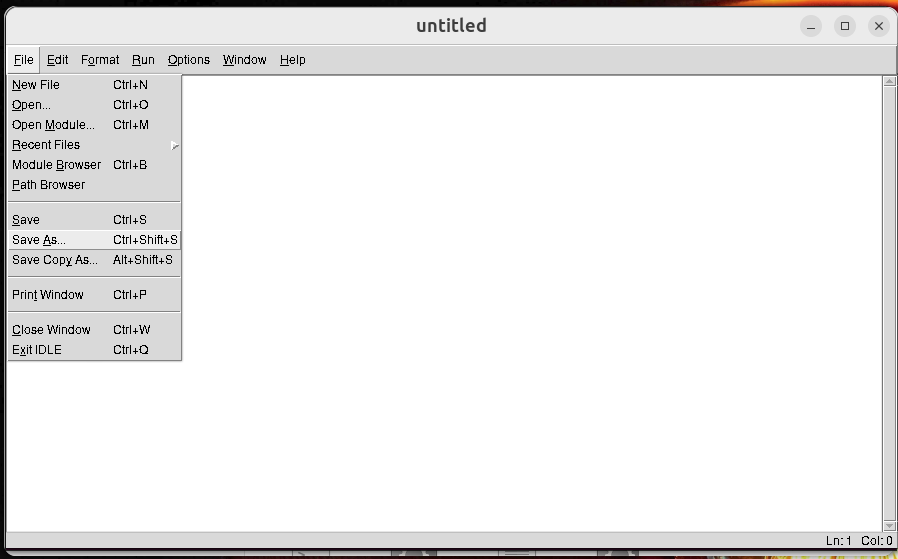 untitled
File Edit Format Run Options Window Help
New File Ctrl+N
Open... Ctrl+O
Open Module... Ctrl+M
Recent Files
Module Browser Ctrl+B
Path Browser
Save Ctrl+S
Save As... Ctrl+Shift+S
Save Copy As... Alt+Shift+S
Print Window Ctrl+P
Close Window Ctrl+W
Exit IDLE Ctrl+Q
Ln: 1 Col: 0